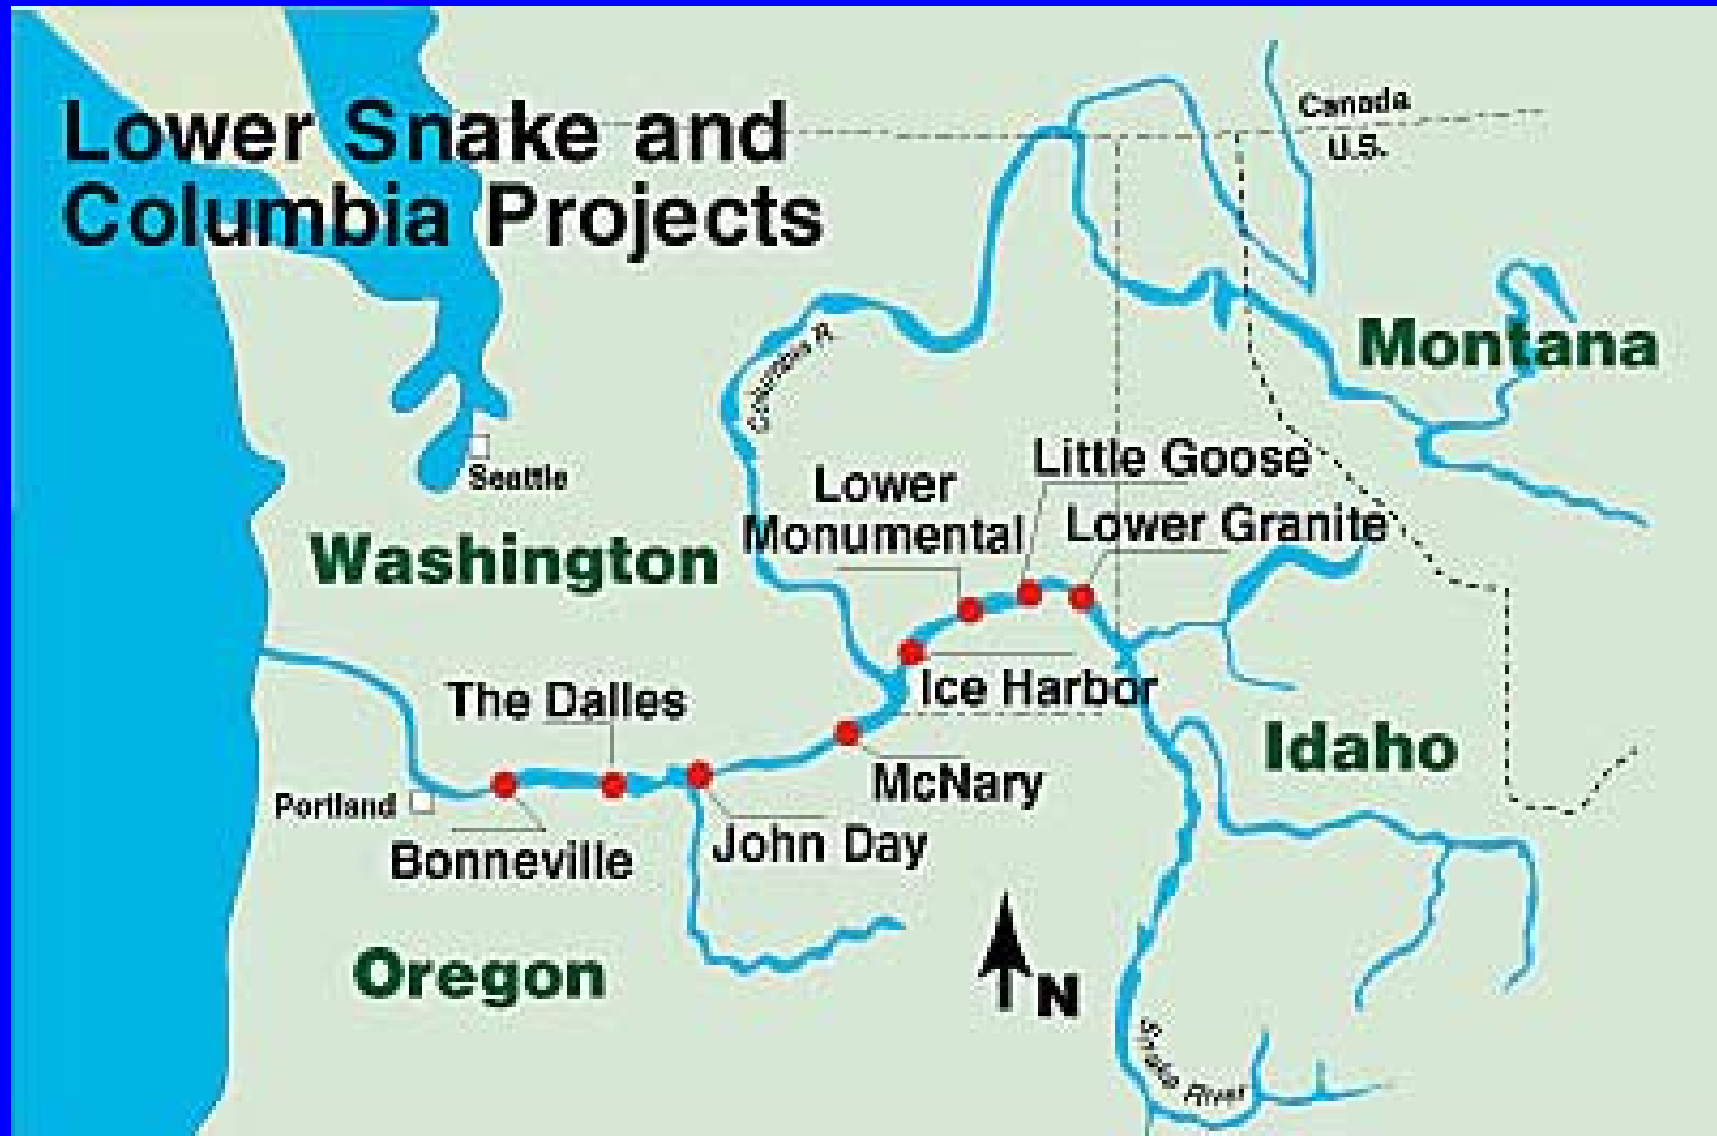 Lower Snake and
Columbia Projects
Canada
U.S.
Montana
Columbia R
Seattle
Washington
Lower
Monumental
Little Goose
Lower Granite
Ice Harbor
The Dalles
Idaho
McNary
Portland
Bonneville
John Day
Oregon
N
Snake River